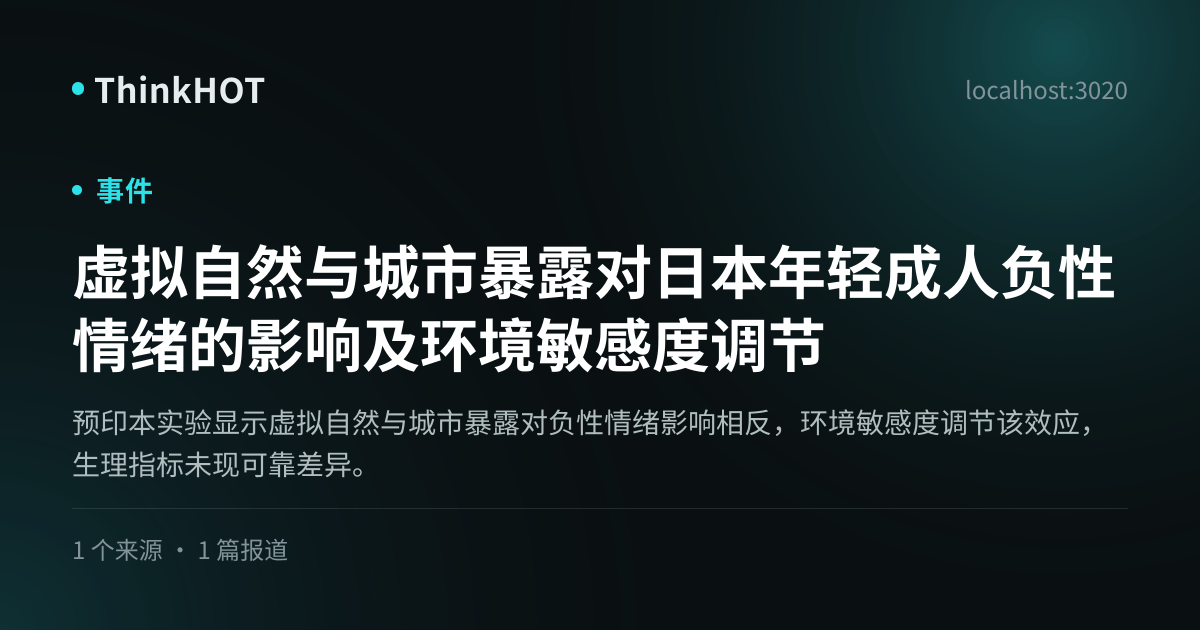 ThinkHOT
localhost:3020
事件
虚拟自然与城市暴露对日本年轻成人负性
情绪的影响及环境敏感度调节
预印本实验显示虚拟自然与城市暴露对负性情绪影响相反，环境敏感度调节该效应，
生理指标未现可靠差异。
1 个来源 · 1 篇报道